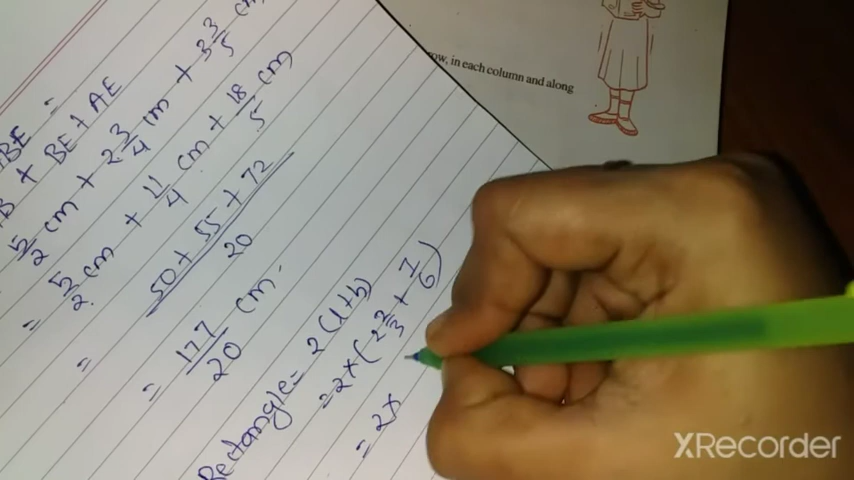 BE =
B + BE + AE
5/2 cm + 2 3/4 cm + 3 3/5 cm
= 5/2 cm + 11/4 cm + 18/5 cm
= 50 + 55 + 72 / 20
= 177/20 cm.
Rectangle = 2(l+b)
= 2 × (2 2/3 + 7/6)
= 2×
row, in each column and along
XRecorder